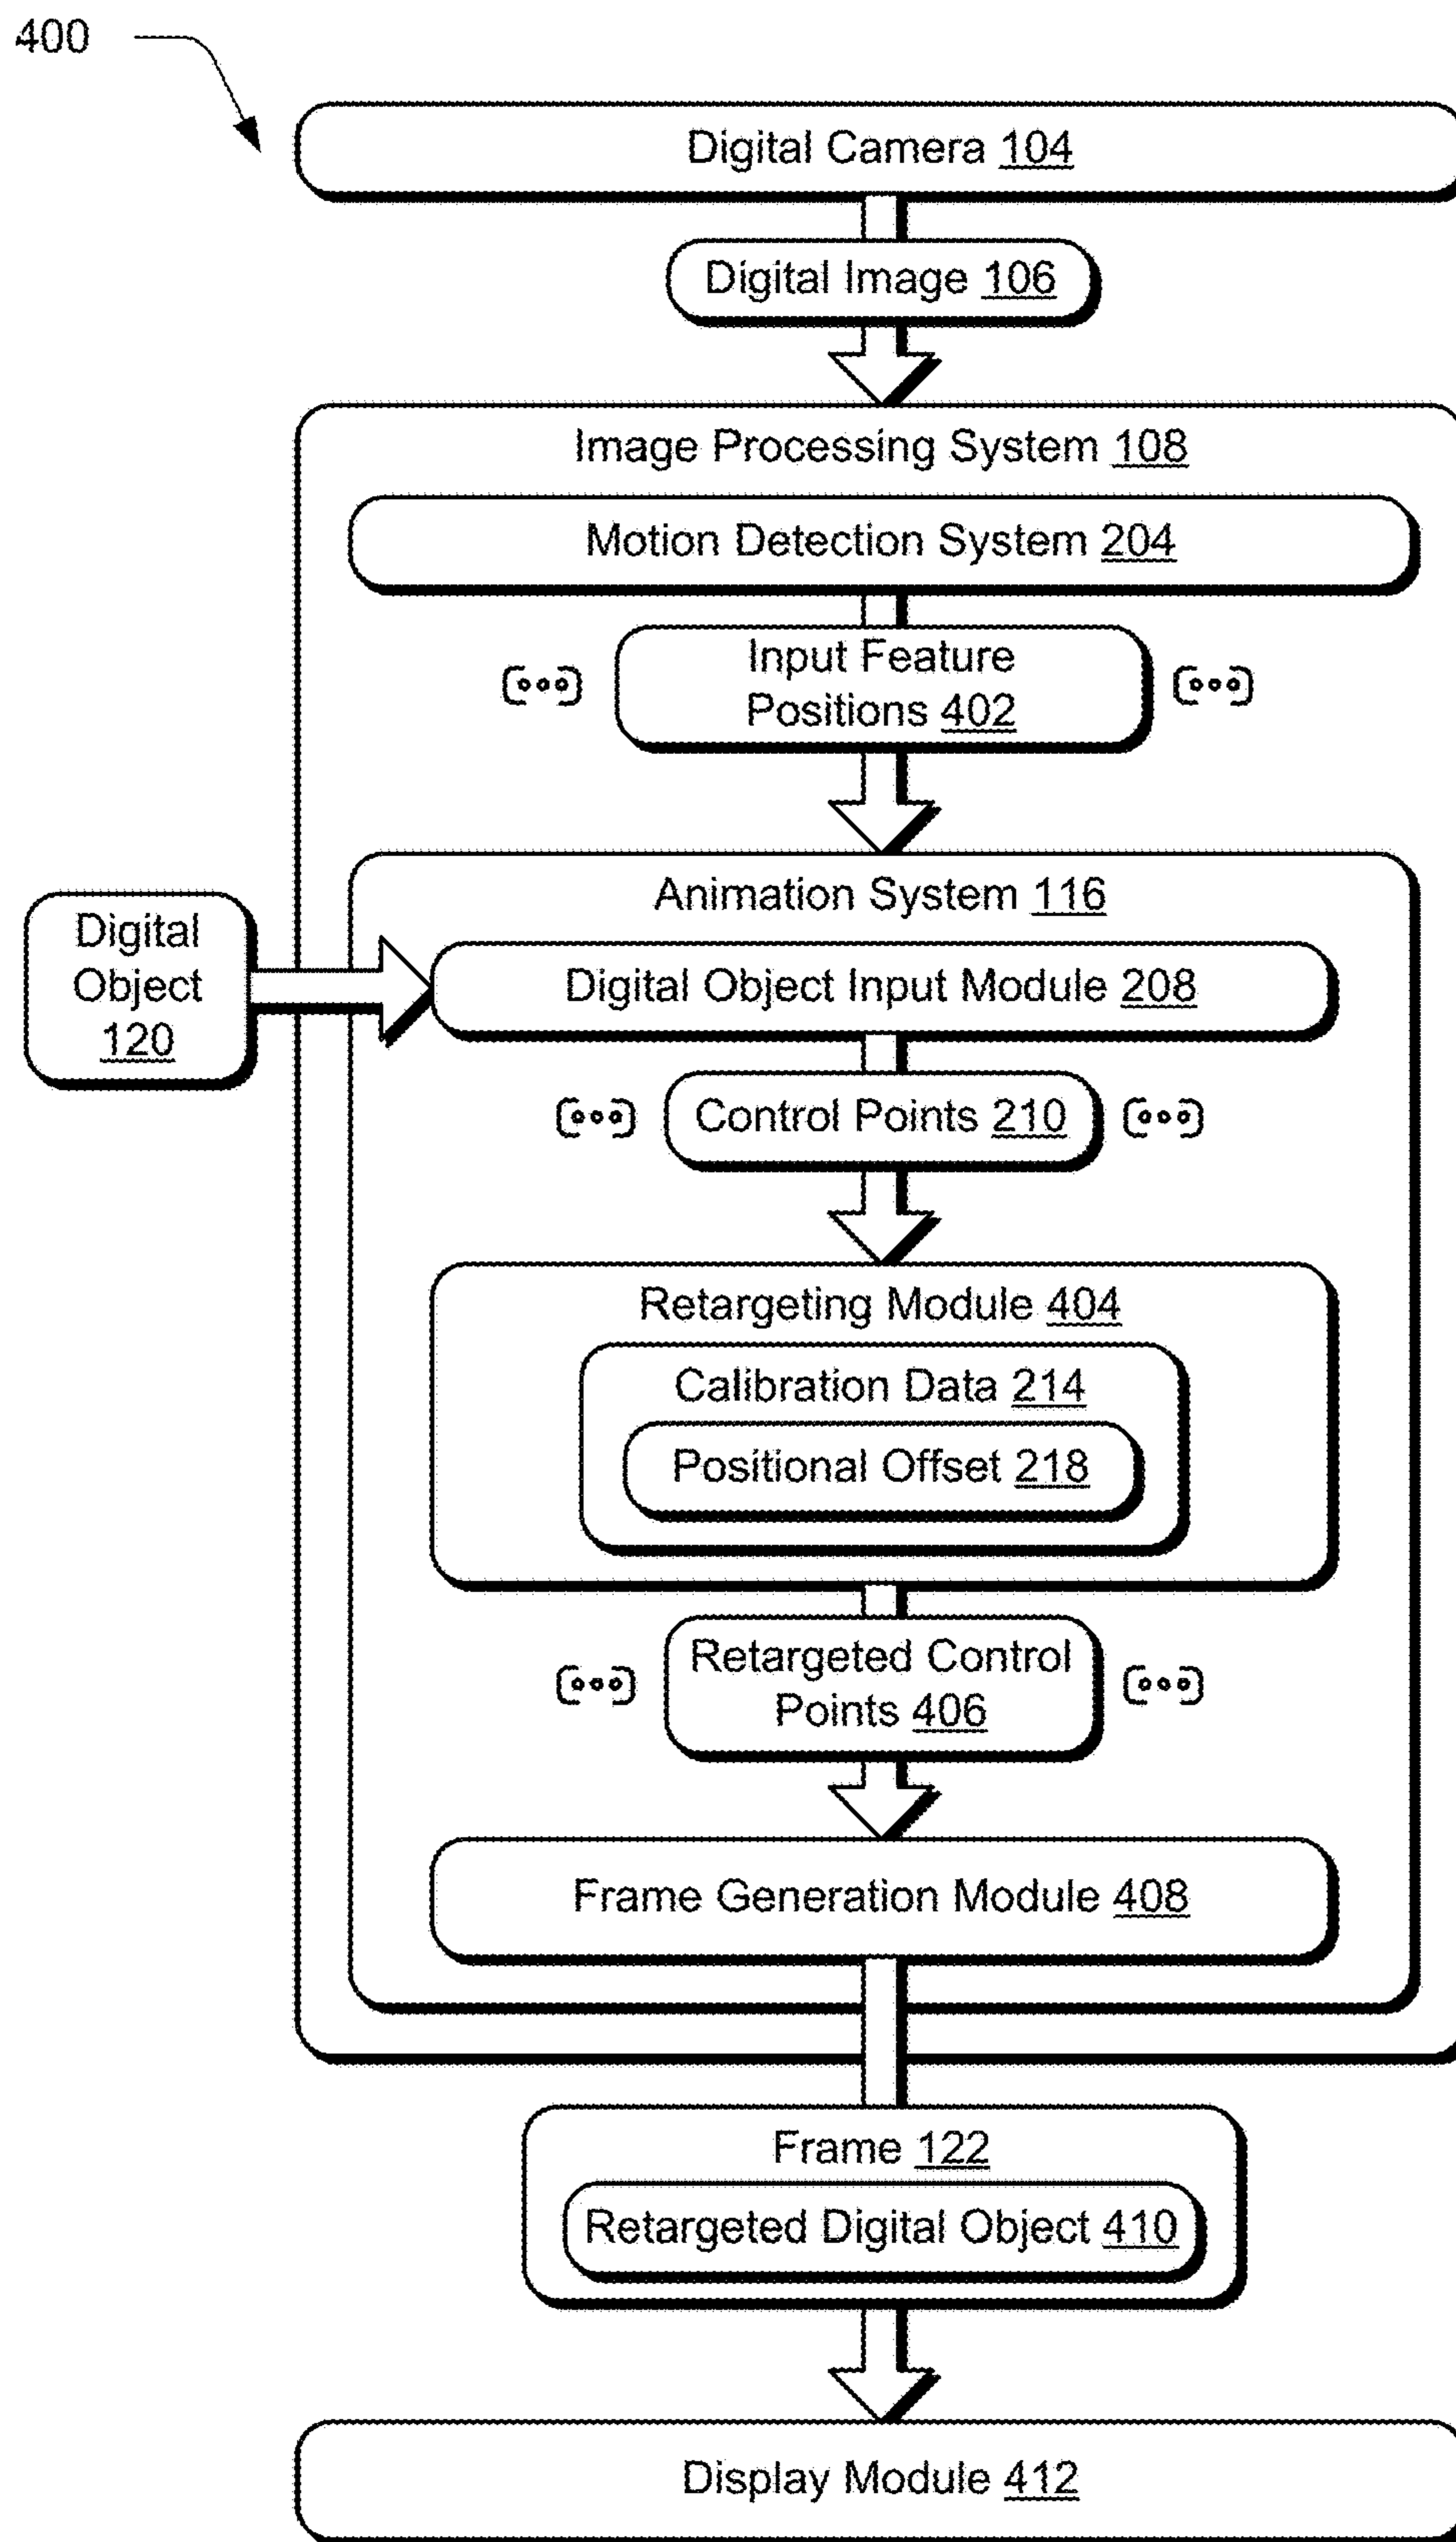 400
Digital Camera 104
Digital Image 106
Image Processing System 108
Motion Detection System 204
Input Feature
Positions 402
Animation System 116
Digital
Object
120
Digital Object Input Module 208
Control Points 210
Retargeting Module 404
Calibration Data 214
Positional Offset 218
Retargeted Control
Points 406
Frame Generation Module 408
Frame 122
Retargeted Digital Object 410
Display Module 412